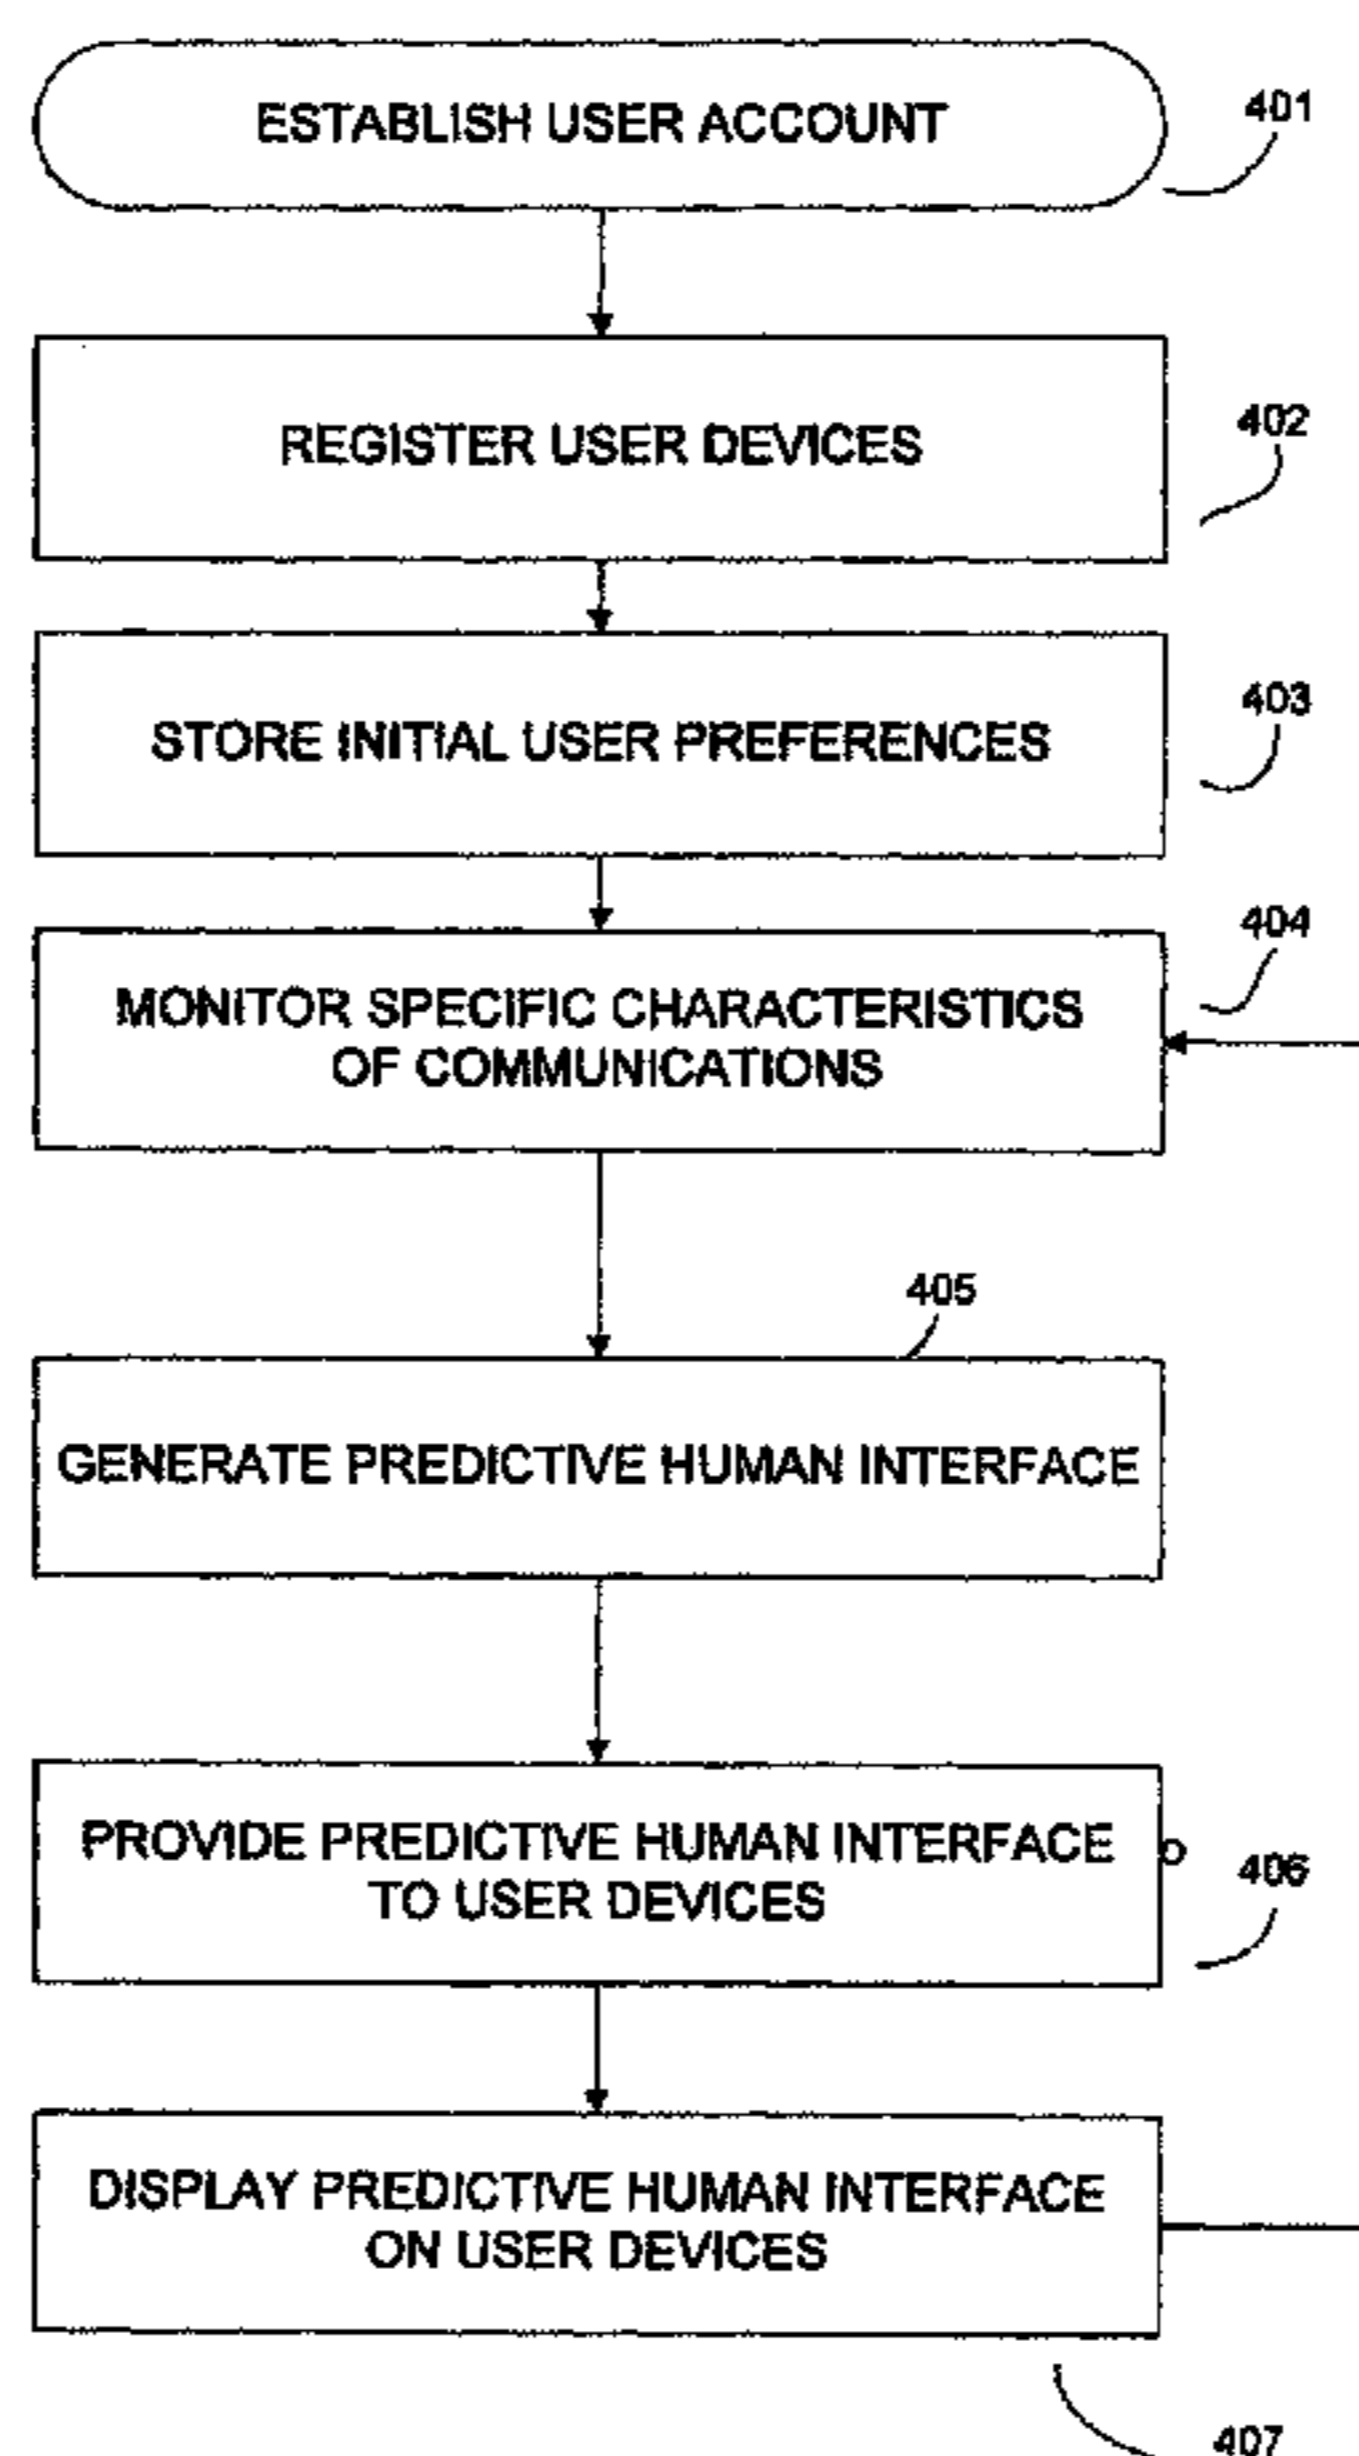 ESTABLISH USER ACCOUNT
401
REGISTER USER DEVICES
402
STORE INITIAL USER PREFERENCES
403
404
MONITOR SPECIFIC CHARACTERISTICS
OF COMMUNICATIONS
405
GENERATE PREDICTIVE HUMAN INTERFACE
PROVIDE PREDICTIVE HUMAN INTERFACE
TO USER DEVICES
406
DISPLAY PREDICTIVE HUMAN INTERFACE
ON USER DEVICES
407